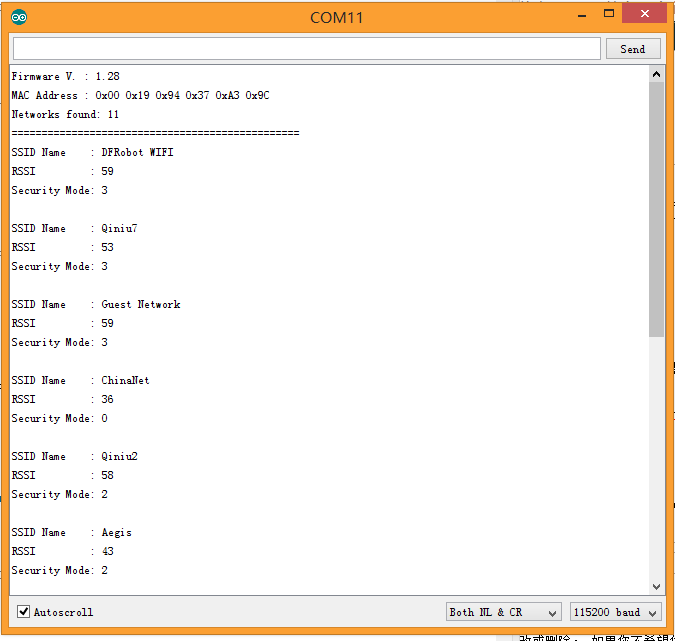 COM11
Send
Firmware V. : 1.28
MAC Address : 0x00 0x19 0x94 0x37 0xA3 0x9C
Networks found: 11
================================================
SSID Name    : DFRobot WIFI
RSSI         : 59
Security Mode: 3
SSID Name    : Qiniu7
RSSI         : 53
Security Mode: 3
SSID Name    : Guest Network
RSSI         : 59
Security Mode: 3
SSID Name    : ChinaNet
RSSI         : 36
Security Mode: 0
SSID Name    : Qiniu2
RSSI         : 58
Security Mode: 2
SSID Name    : Aegis
RSSI         : 43
Security Mode: 2
Autoscroll
Both NL & CR
115200 baud